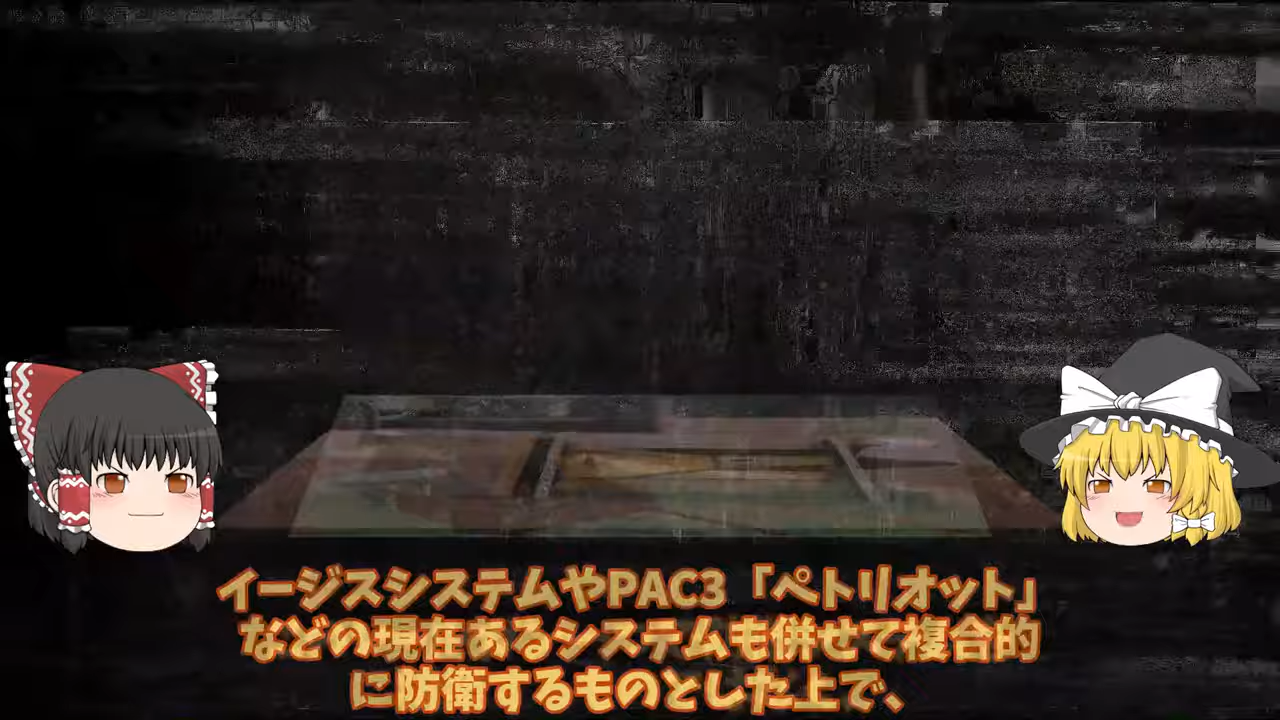 イージスシステムやPAC3「ペトリオット」
などの現在あるシステムも併せて複合的
に防衛するものとした上で、